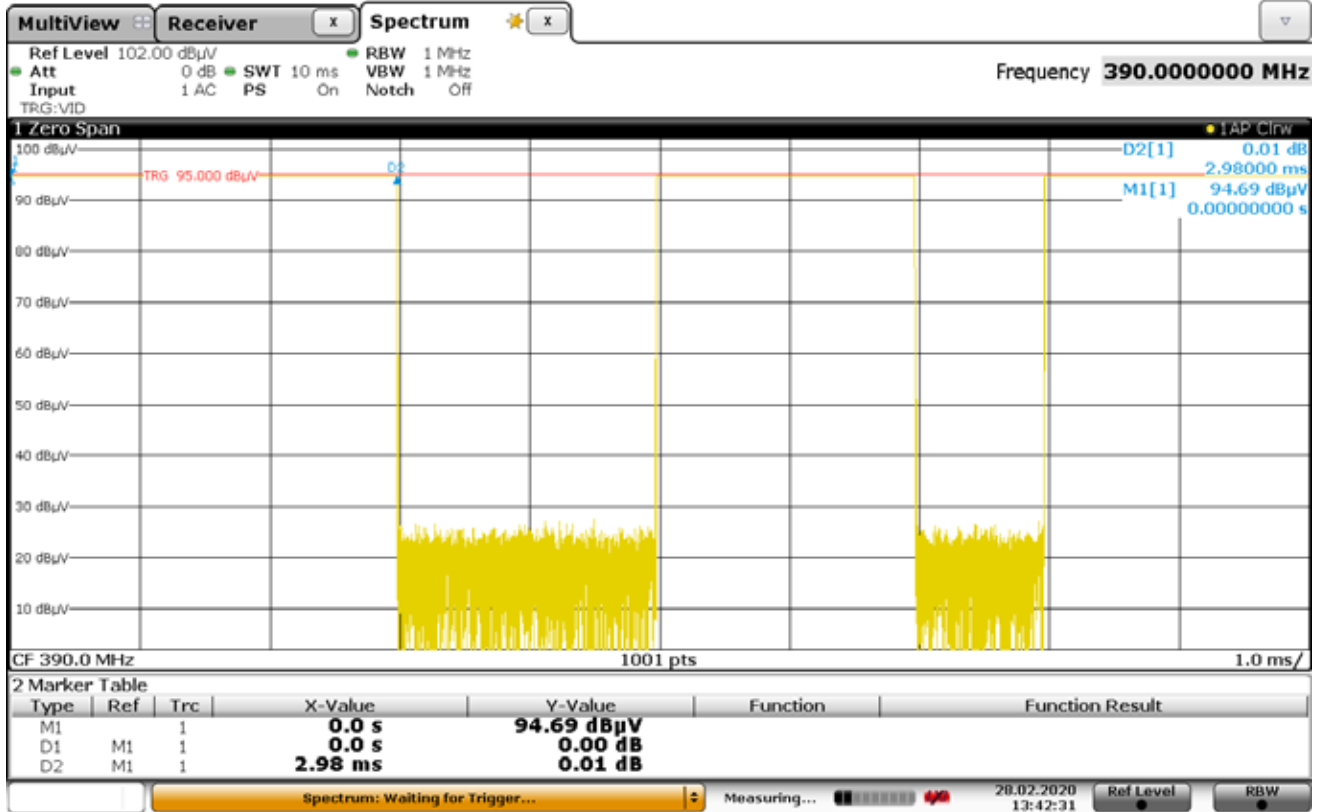 MultiView Receiver X Spectrum X
Ref Level 102.00 dBµV RBW 1 MHz
Att 0 dB SWT 10 ms VBW 1 MHz Frequency 390.0000000 MHz
Input 1 AC PS On Notch Off
TRG:VID
1 Zero Span 1AP Clrw
100 dBµV D2[1] 0.01 dB
2.98000 ms
TRG 95.000 dBµV D2
M1[1] 94.69 dBµV
90 dBµV 0.00000000 s
80 dBµV
70 dBµV
60 dBµV
50 dBµV
40 dBµV
30 dBµV
20 dBµV
10 dBµV
CF 390.0 MHz 1001 pts 1.0 ms/
2 Marker Table
Type Ref Trc X-Value Y-Value Function Function Result
M1 1 0.0 s 94.69 dBµV
D1 M1 1 0.0 s 0.00 dB
D2 M1 1 2.98 ms 0.01 dB
Spectrum: Waiting for Trigger... Measuring... 28.02.2020 Ref Level RBW
13:42:31